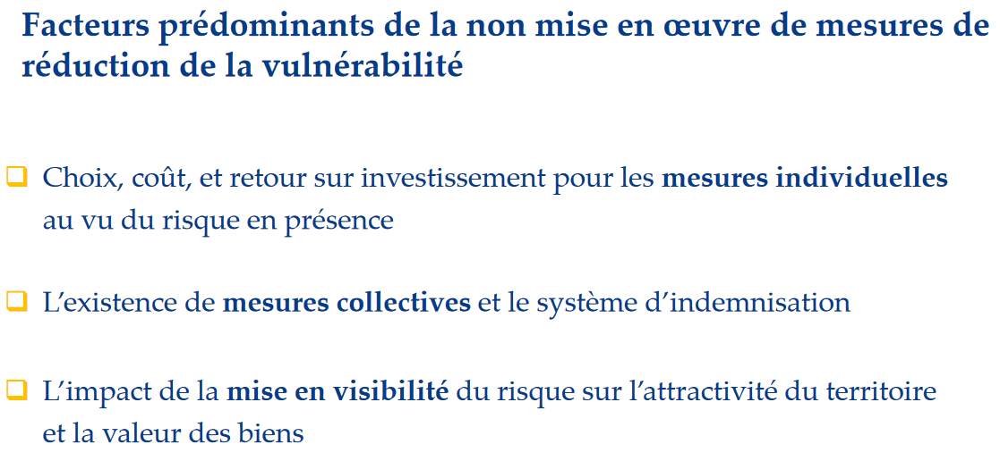 Facteurs prédominants de la non mise en œuvre de mesures de
réduction de la vulnérabilité
Choix, coût, et retour sur investissement pour les mesures individuelles
au vu du risque en présence
L’existence de mesures collectives et le système d’indemnisation
L’impact de la mise en visibilité du risque sur l’attractivité du territoire
et la valeur des biens